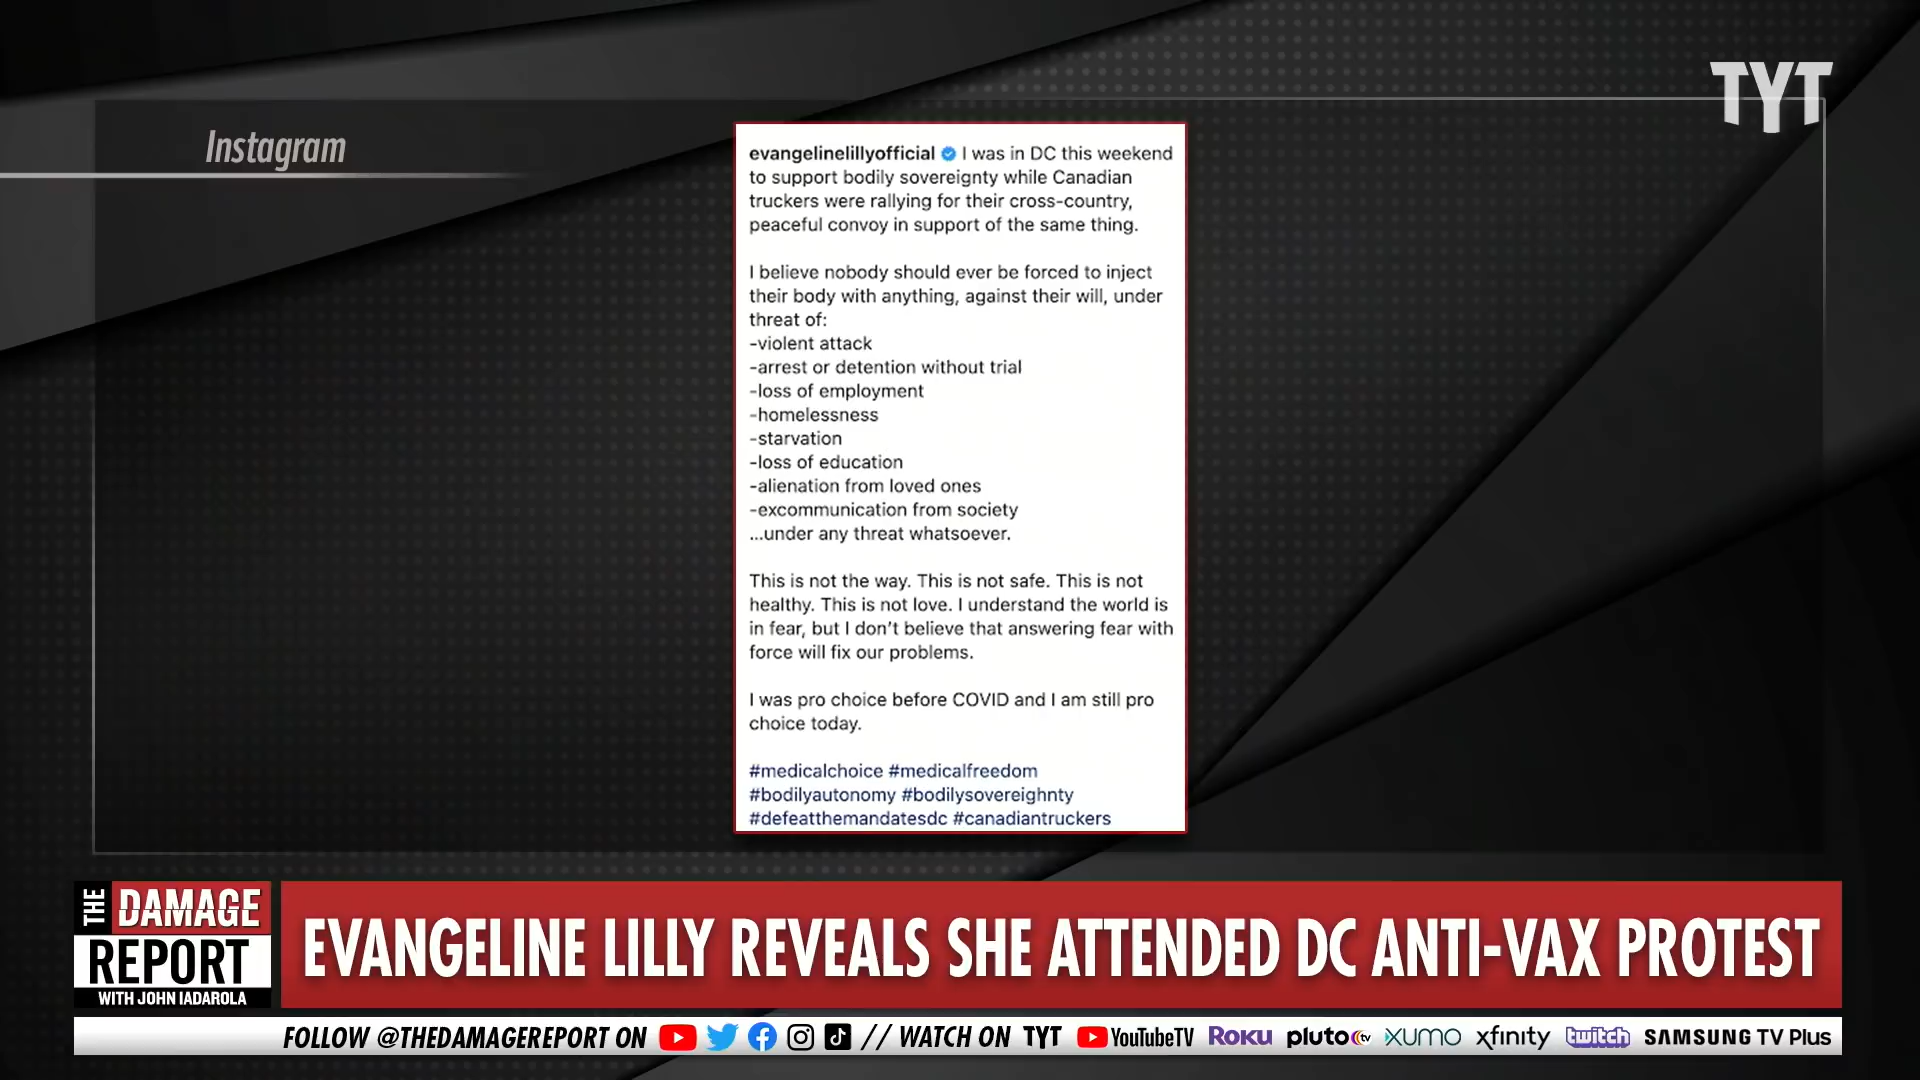 TYT
Instagram
evangelinelillyofficial I was in DC this weekend
to support bodily sovereignty while Canadian
truckers were rallying for their cross-country,
peaceful convoy in support of the same thing.
I believe nobody should ever be forced to inject
their body with anything, against their will, under
threat of:
-violent attack
-arrest or detention without trial
-loss of employment
-homelessness
-starvation
-loss of education
-alienation from loved ones
-excommunication from society
...under any threat whatsoever.
This is not the way. This is not safe. This is not
healthy. This is not love. I understand the world is
in fear, but I don't believe that answering fear with
force will fix our problems.
I was pro choice before COVID and I am still pro
choice today.
#medicalchoice #medicalfreedom
#bodilyautonomy #bodilysovereighnty
#defeatthemandatesdc #canadiantruckers
THE DAMAGE
REPORT
WITH JOHN IADAROLA
EVANGELINE LILLY REVEALS SHE ATTENDED DC ANTI-VAX PROTEST
FOLLOW @THEDAMAGEREPORT ON // WATCH ON TYT YouTubeTV ROKU pluto tv XUMO xfinity twitch SAMSUNG TV Plus